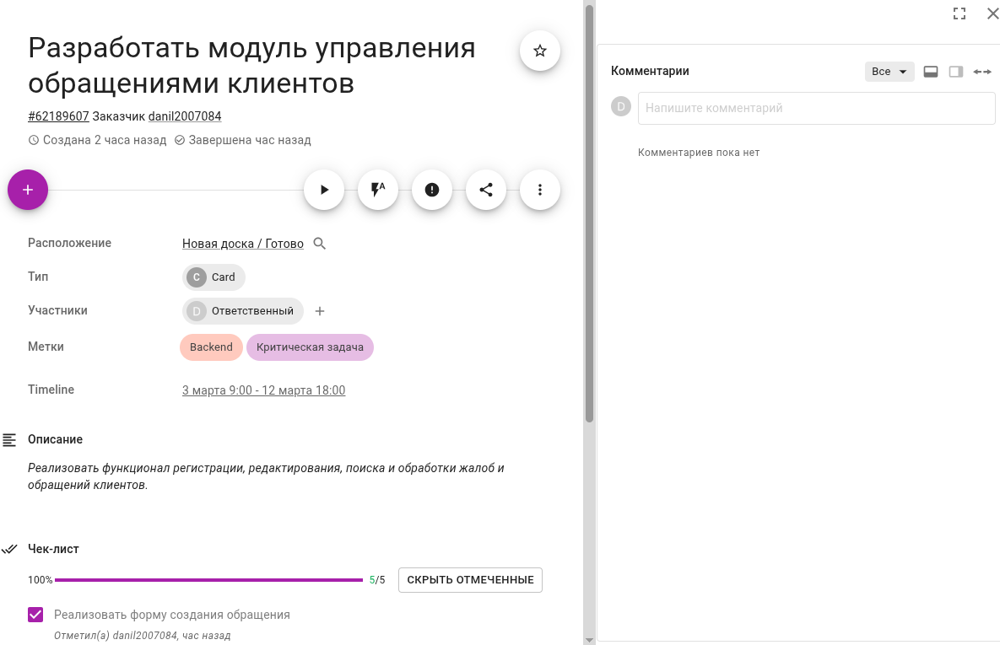 Разработать модуль управления
обращениями клиентов
#62189607 Заказчик danil2007084
Создана 2 часа назад Завершена час назад
Расположение Новая доска / Готово
Тип C Card
Участники D Ответственный
Метки Backend Критическая задача
Timeline 3 марта 9:00 - 12 марта 18:00
Описание
Реализовать функционал регистрации, редактирования, поиска и обработки жалоб и
обращений клиентов.
Чек-лист
100% 5/5 СКРЫТЬ ОТМЕЧЕННЫЕ
Реализовать форму создания обращения
Отметил(а) danil2007084, час назад
Комментарии Все
D Напишите комментарий
Комментариев пока нет